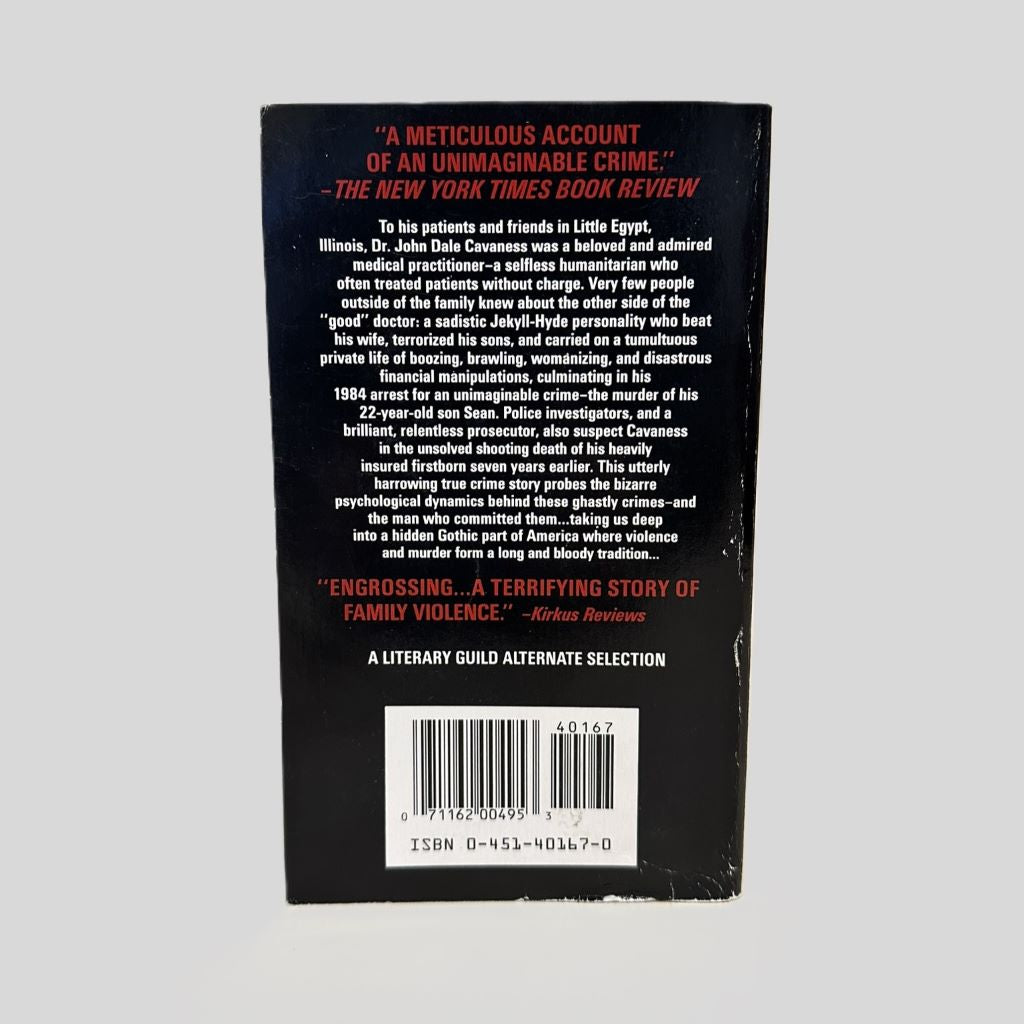 "A METICULOUS ACCOUNT
OF AN UNIMAGINABLE CRIME."
–THE NEW YORK TIMES BOOK REVIEW
To his patients and friends in Little Egypt,
Illinois, Dr. John Dale Cavaness was a beloved and admired
medical practitioner–a selfless humanitarian who
often treated patients without charge. Very few people
outside of the family knew about the other side of the
"good" doctor: a sadistic Jekyll-Hyde personality who beat
his wife, terrorized his sons, and carried on a tumultuous
private life of boozing, brawling, womanizing, and disastrous
financial manipulations, culminating in his
1984 arrest for an unimaginable crime–the murder of his
22-year-old son Sean. Police investigators, and a
brilliant, relentless prosecutor, also suspect Cavaness
in the unsolved shooting death of his heavily
insured firstborn seven years earlier. This utterly
harrowing true crime story probes the bizarre
psychological dynamics behind these ghastly crimes–and
the man who committed them...taking us deep
into a hidden Gothic part of America where violence
and murder form a long and bloody tradition...
"ENGROSSING...A TERRIFYING STORY OF
FAMILY VIOLENCE." –Kirkus Reviews
A LITERARY GUILD ALTERNATE SELECTION
40167
0 71162 00495 3
ISBN 0-451-40167-0